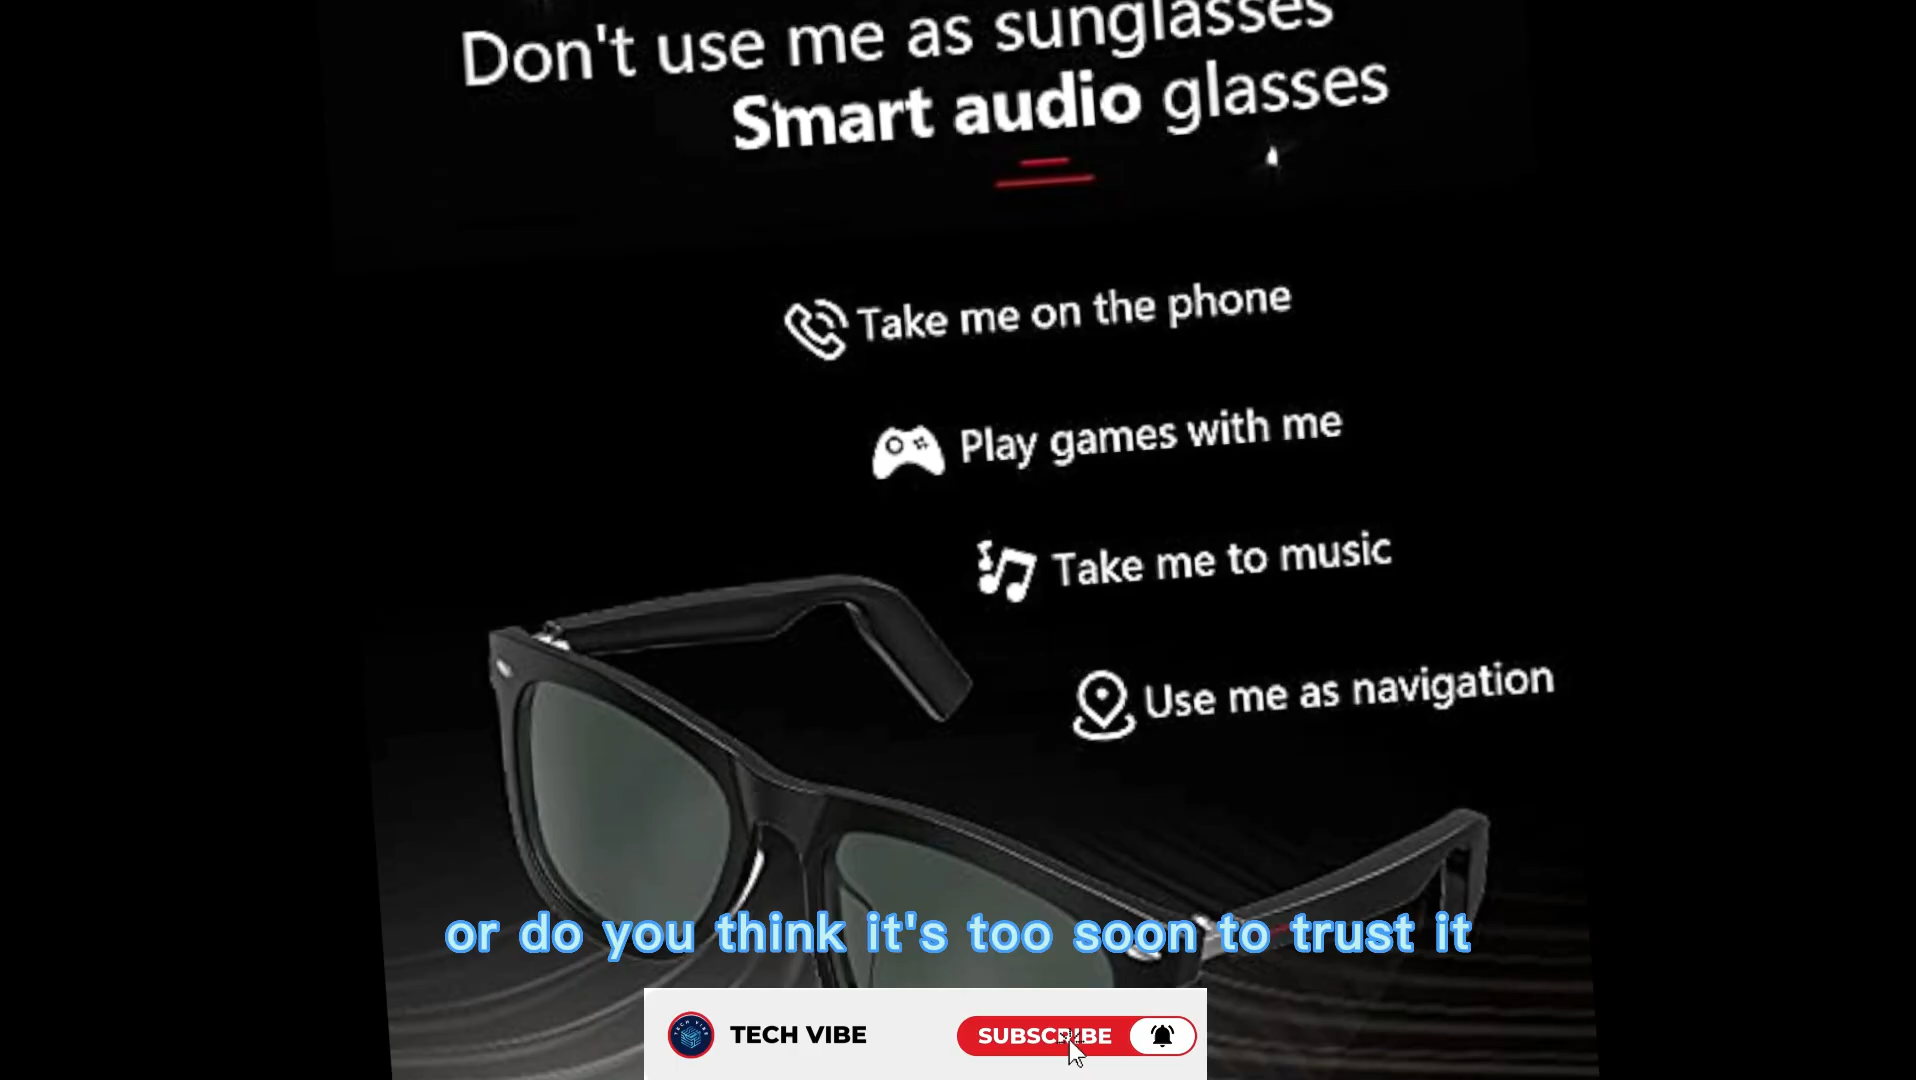 Don't use me as sunglasses
Smart audio glasses
Take me on the phone
Play games with me
Take me to music
Use me as navigation
or do you think it's too soon to trust it
TECH VIBE
SUBSCRIBE